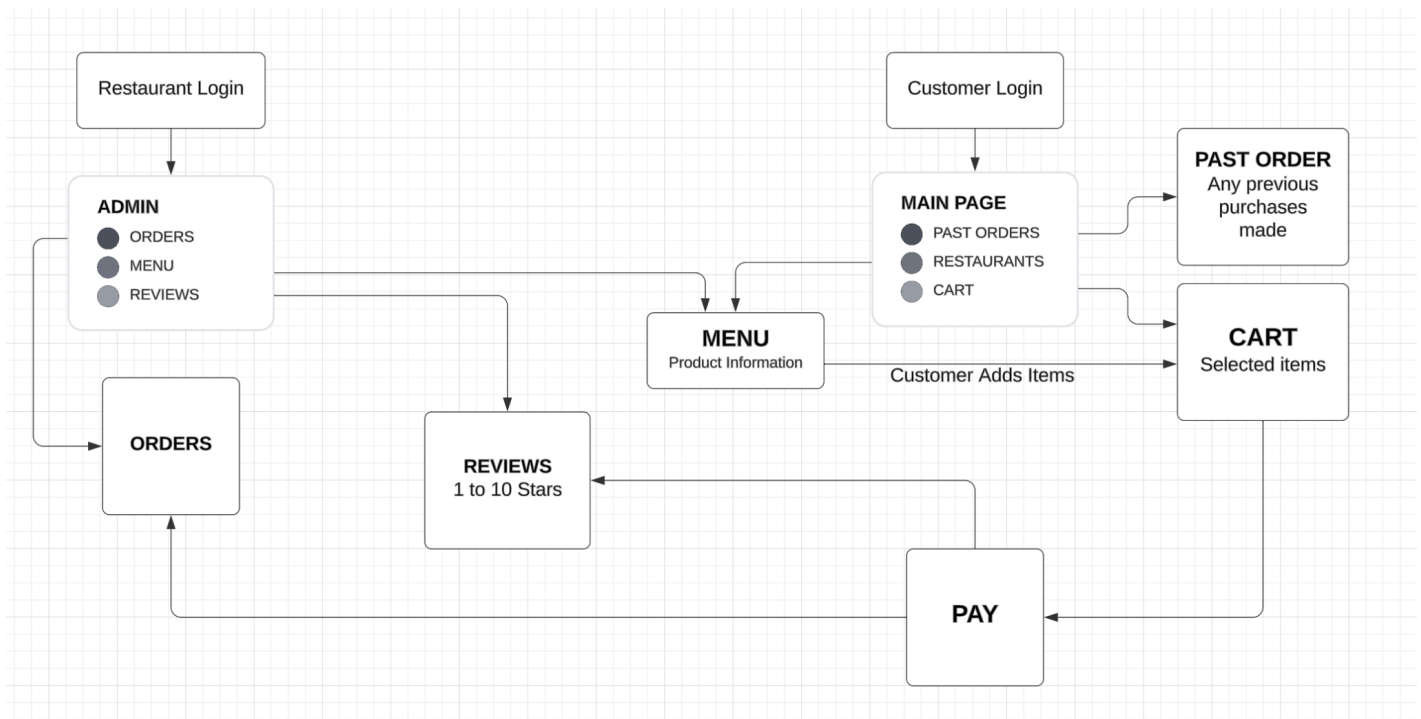 Restaurant Login
Customer Login
ADMIN
ORDERS
MENU
REVIEWS
MAIN PAGE
PAST ORDERS
RESTAURANTS
CART
PAST ORDER
Any previous
purchases
made
MENU
Product Information
Customer Adds Items
CART
Selected items
ORDERS
REVIEWS
1 to 10 Stars
PAY